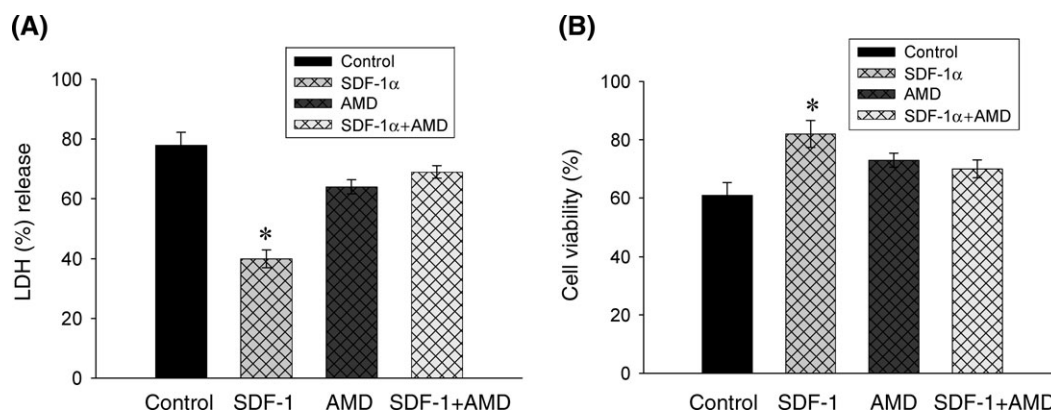 (A)
Control
SDF-1α
AMD
SDF-1α+AMD
LDH (%) release
100
80
60
40
20
0
*
Control SDF-1 AMD SDF-1+AMD
(B)
Control
SDF-1α
AMD
SDF-1α+AMD
Cell viability (%)
100
80
60
40
20
0
*
Control SDF-1 AMD SDF-1+AMD